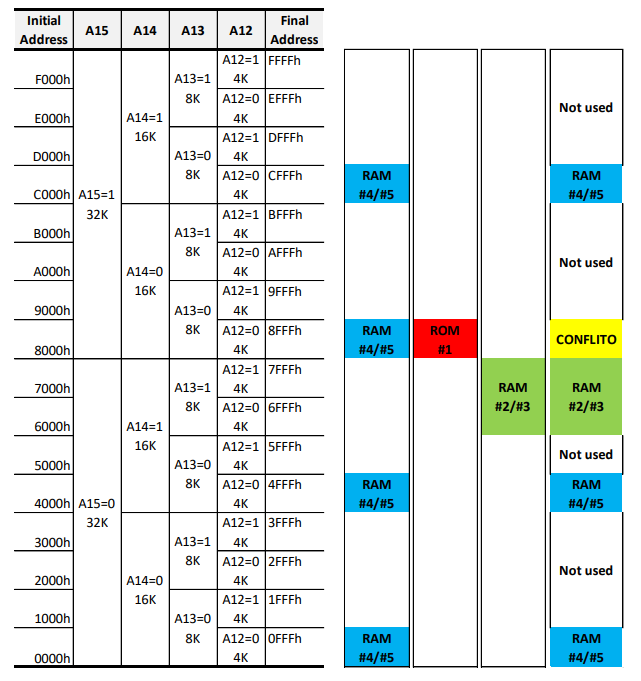 Initial Final
A15 A14 A13 A12
Address Address
A12=1 FFFFh
F000h A13=1 4K
8K A12=0 EFFFh
Not used
E000h A14=1 4K
16K A12=1 DFFFh
D000h A13=0 4K
8K A12=0 CFFFh RAM RAM
C000h A15=1 4K #4/#5 #4/#5
32K A12=1 BFFFh
B000h A13=1 4K
8K A12=0 AFFFh
Not used
A000h A14=0 4K
16K A12=1 9FFFh
9000h A13=0 4K
8K A12=0 8FFFh RAM ROM
CONFLITO
8000h 4K #4/#5 #1
A12=1 7FFFh
7000h A13=1 4K RAM RAM
8K A12=0 6FFFh #2/#3 #2/#3
6000h A14=1 4K
16K A12=1 5FFFh
Not used
5000h A13=0 4K
8K A12=0 4FFFh RAM RAM
4000h A15=0 4K #4/#5 #4/#5
32K A12=1 3FFFh
3000h A13=1 4K
8K A12=0 2FFFh
Not used
2000h A14=0 4K
16K A12=1 1FFFh
1000h A13=0 4K
8K A12=0 0FFFh RAM RAM
0000h 4K #4/#5 #4/#5